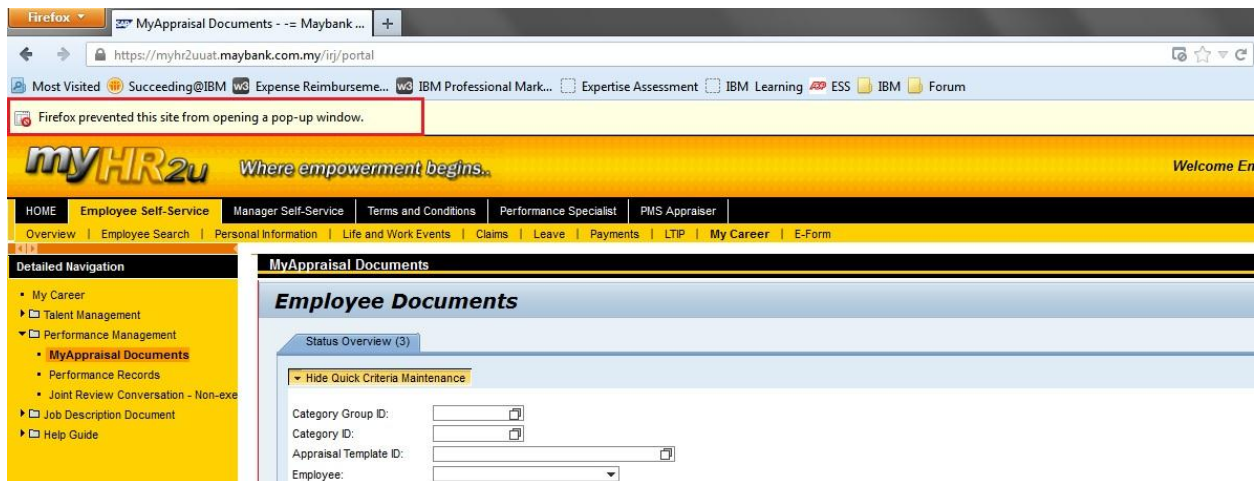 Firefox
MyAppraisal Documents - -= Maybank ...
https://myhr2uuat.maybank.com.my/irj/portal
Most Visited Succeeding@IBM w3 Expense Reimburseme... w3 IBM Professional Mark... Expertise Assessment IBM Learning ADP ESS IBM Forum
Firefox prevented this site from opening a pop-up window.
myHR2u Where empowerment begins... Welcome Em
HOME Employee Self-Service Manager Self-Service Terms and Conditions Performance Specialist PMS Appraiser
Overview | Employee Search | Personal Information | Life and Work Events | Claims | Leave | Payments | LTIP | My Career | E-Form
Detailed Navigation
My Career
Talent Management
Performance Management
MyAppraisal Documents
Performance Records
Joint Review Conversation - Non-exe
Job Description Document
Help Guide
MyAppraisal Documents
Employee Documents
Status Overview (3)
Hide Quick Criteria Maintenance
Category Group ID:
Category ID:
Appraisal Template ID:
Employee: